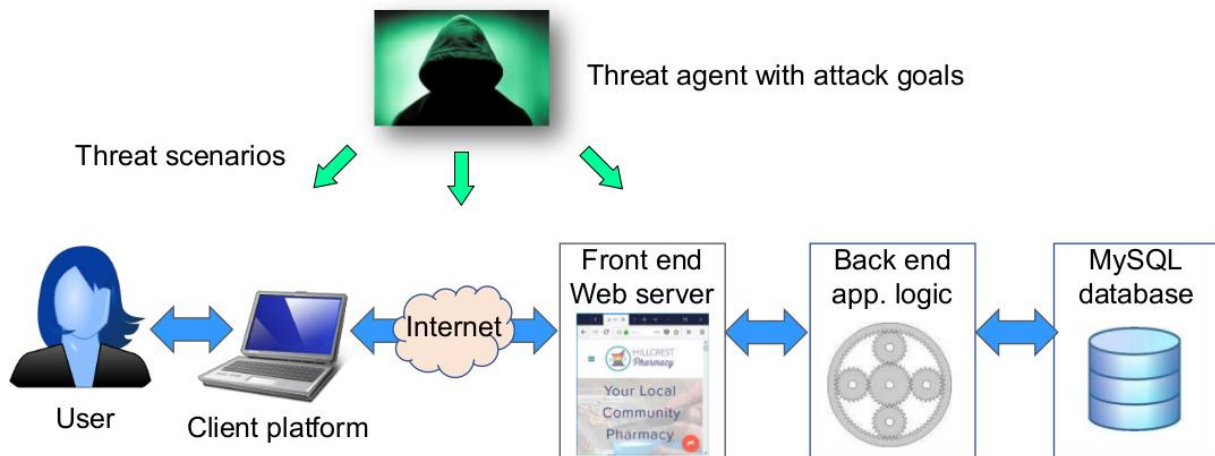 Threat agent with attack goals
Threat scenarios
Front end
Web server
Back end
app. logic
MySQL
database
Internet
HILLCREST
Pharmacy
Your Local
Community
Pharmacy
User
Client platform